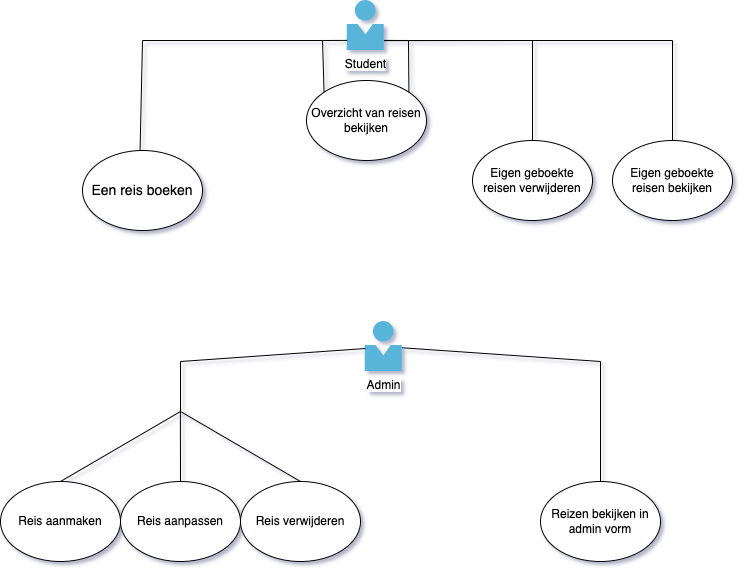 Student
Overzicht van reisen
bekijken
Een reis boeken
Eigen geboekte
reisen verwijderen
Eigen geboekte
reisen bekijken
Admin
Reis aanmaken
Reis aanpassen
Reis verwijderen
Reizen bekijken in
admin vorm